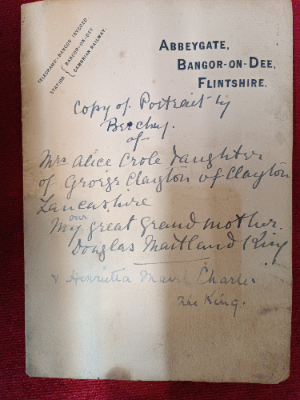 TELEGRAMS - BANGOR ISYCOED.
STATION { BANGOR-ON-DEE
CAMBRIAN RAILWAY.
ABBEYGATE,
BANGOR-ON-DEE,
FLINTSHIRE.
Copy of Portrait by
Beechey.
of
Mrs Alice Crole daughter
of George Clayton of Clayton
Lancashire
our
My great grand mother.
Douglas Maitland King
& Henrietta Charles
King.